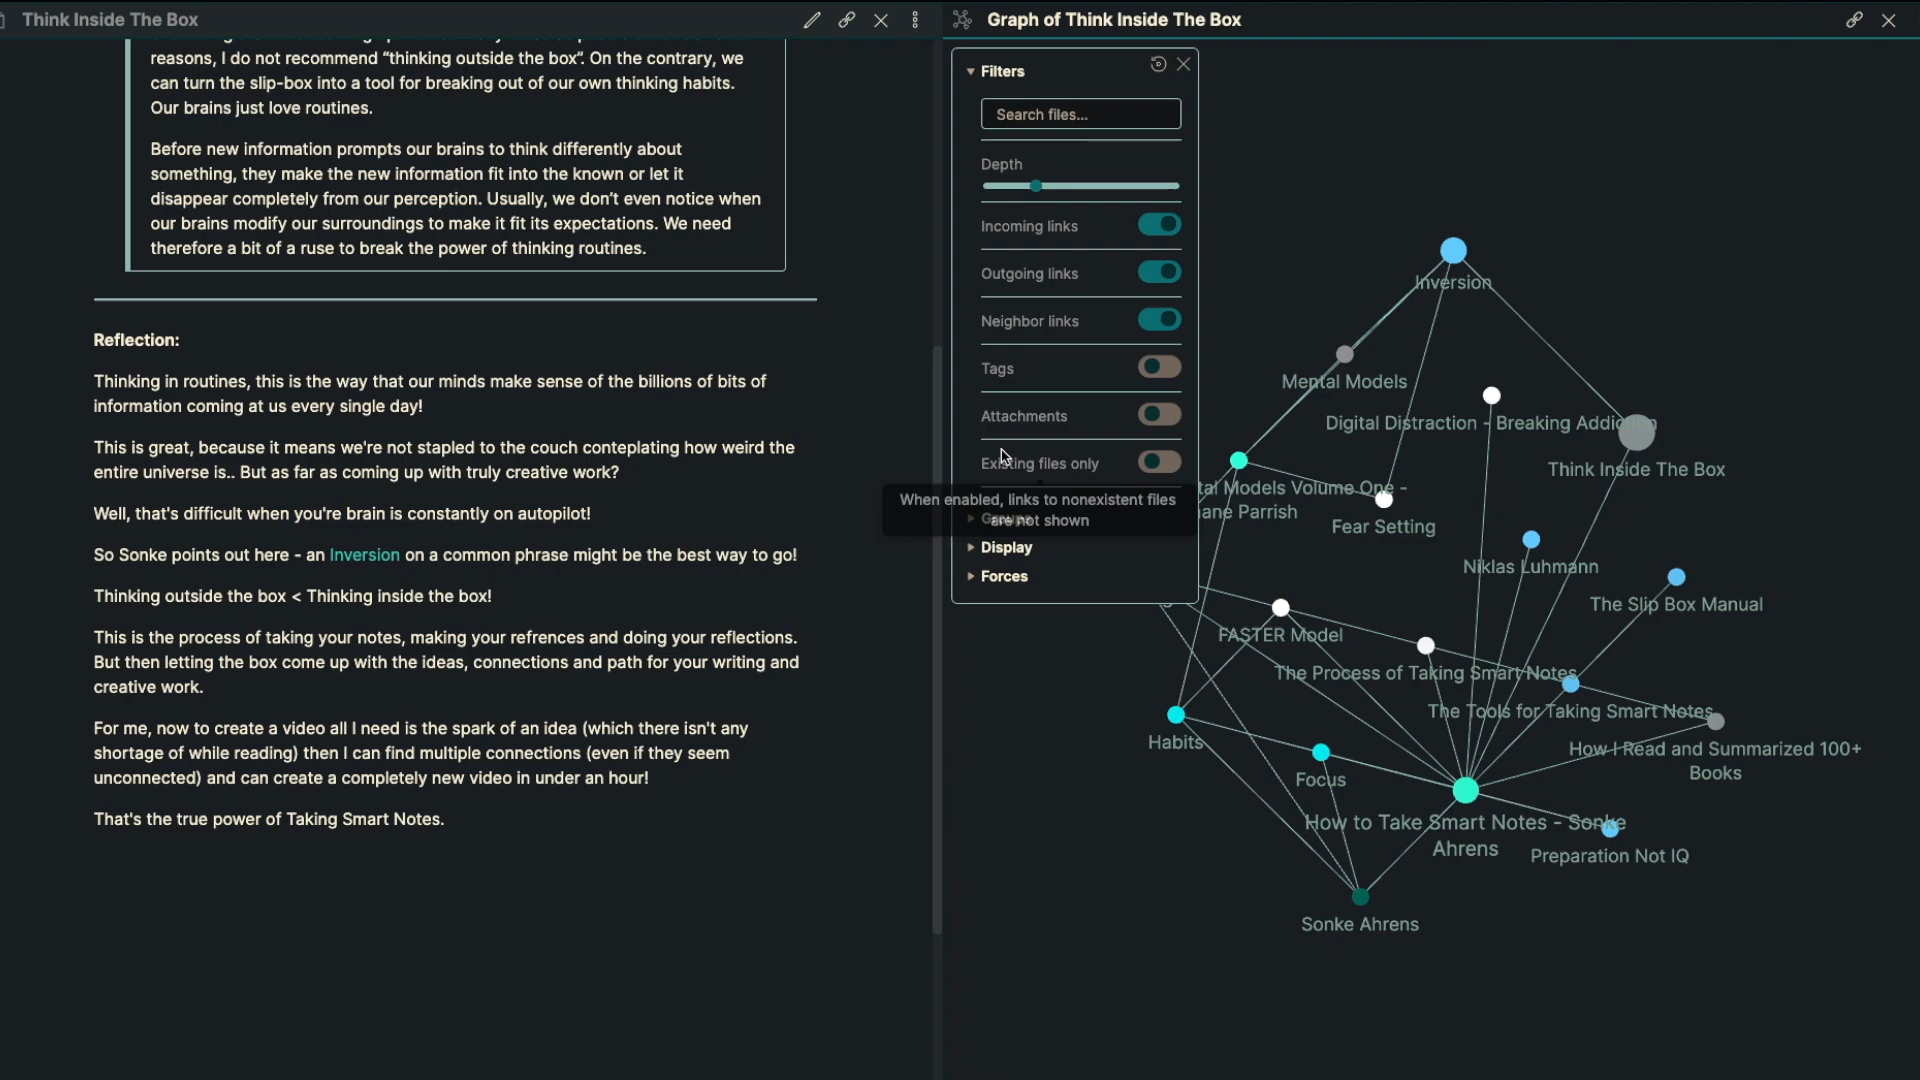 Think Inside The Box
reasons, I do not recommend “thinking outside the box”. On the contrary, we
can turn the slip-box into a tool for breaking out of our own thinking habits.
Our brains just love routines.
Before new information prompts our brains to think differently about
something, they make the new information fit into the known or let it
disappear completely from our perception. Usually, we don’t even notice when
our brains modify our surroundings to make it fit its expectations. We need
therefore a bit of a ruse to break the power of thinking routines.
Reflection:
Thinking in routines, this is the way that our minds make sense of the billions of bits of
information coming at us every single day!
This is great, because it means we're not stapled to the couch conteplating how weird the
entire universe is.. But as far as coming up with truly creative work?
Well, that's difficult when you're brain is constantly on autopilot!
So Sonke points out here - an Inversion on a common phrase might be the best way to go!
Thinking outside the box < Thinking inside the box!
This is the process of taking your notes, making your refrences and doing your reflections.
But then letting the box come up with the ideas, connections and path for your writing and
creative work.
For me, now to create a video all I need is the spark of an idea (which there isn't any
shortage of while reading) then I can find multiple connections (even if they seem
unconnected) and can create a completely new video in under an hour!
That's the true power of Taking Smart Notes.
Graph of Think Inside The Box
Filters
Search files...
Depth
Incoming links
Outgoing links
Neighbor links
Tags
Attachments
Existing files only
When enabled, links to nonexistent files
are not shown
Groups
Display
Forces
Inversion
Mental Models
Digital Distraction - Breaking Addiction
Think Inside The Box
tal Models Volume One -
ane Parrish
Fear Setting
Niklas Luhmann
The Slip Box Manual
FASTER Model
The Process of Taking Smart Notes
The Tools for Taking Smart Notes
Habits
How I Read and Summarized 100+
Books
Focus
How to Take Smart Notes - Sonke
Ahrens
Preparation Not IQ
Sonke Ahrens